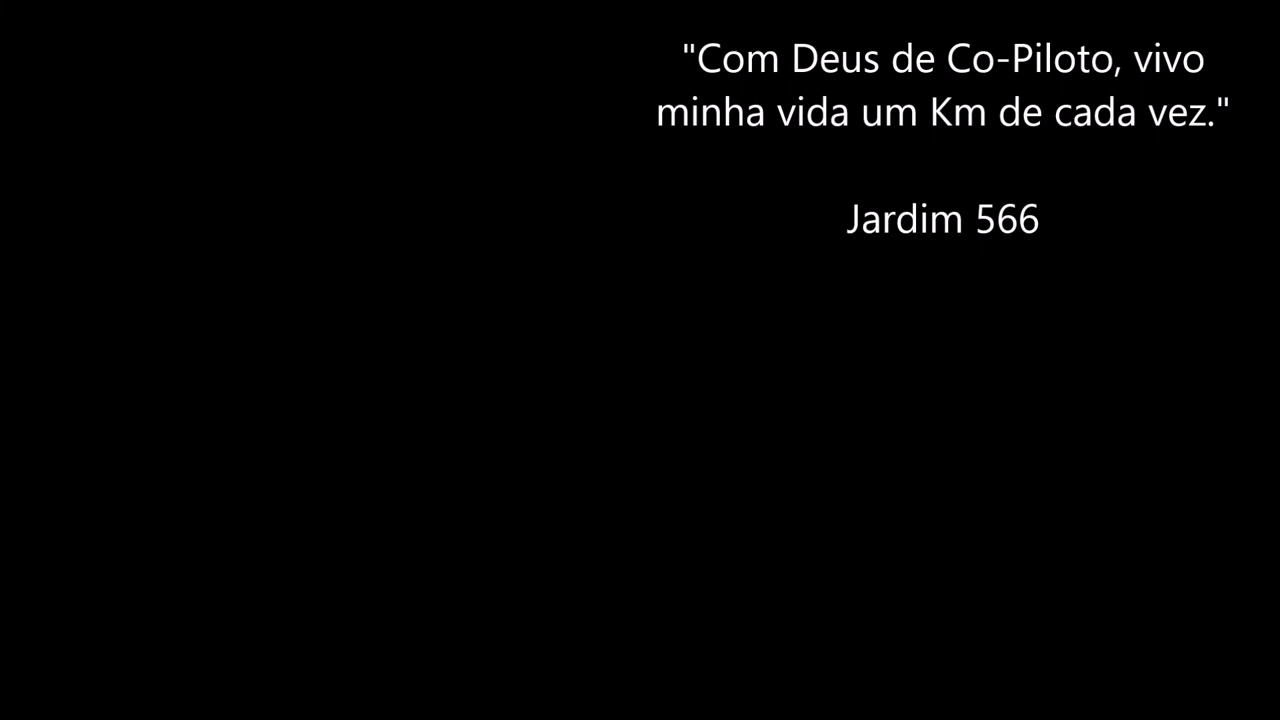 "Com Deus de Co-Piloto, vivo
minha vida um Km de cada vez."
Jardim 566